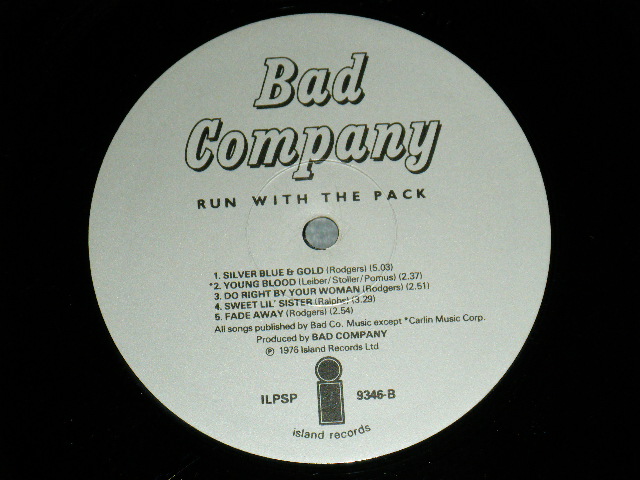 Bad
Company
RUN WITH THE PACK
1. SILVER BLUE & GOLD (Rodgers) (5.03)
*2. YOUNG BLOOD (Leiber/Stoller/Pomus) (2.37)
3. DO RIGHT BY YOUR WOMAN (Rodgers) (2.51)
4. SWEET LIL' SISTER (Ralphs) (3.29)
5. FADE AWAY (Rodgers) (2.54)
All songs published by Bad Co. Music except *Carlin Music Corp.
Produced by BAD COMPANY
℗ 1976 Island Records Ltd
ILPSP 9346-B
island records